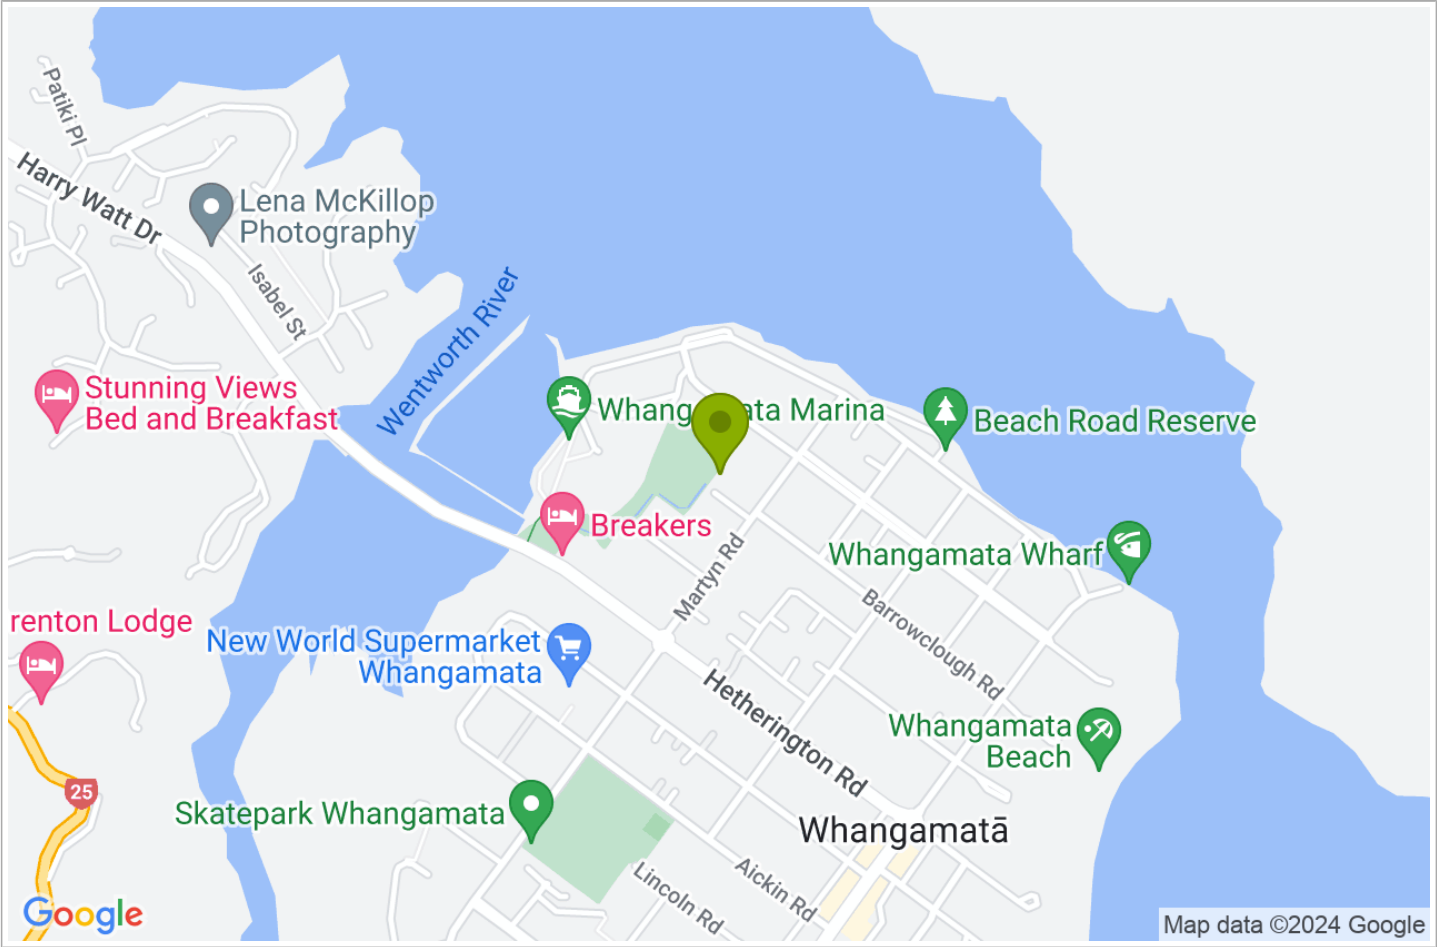 Patiki Pl
Harry Watt Dr
Lena McKillop
Photography
Isabel St
Wentworth River
Stunning Views
Bed and Breakfast
Whangamata Marina
Beach Road Reserve
Breakers
Whangamata Wharf
Martyn Rd
Barrowclough Rd
renton Lodge
New World Supermarket
Whangamata
Hetherington Rd
Whangamata
Beach
25
Skatepark Whangamata
Whangamatā
Aickin Rd
Lincoln Rd
Google
Map data ©2024 Google